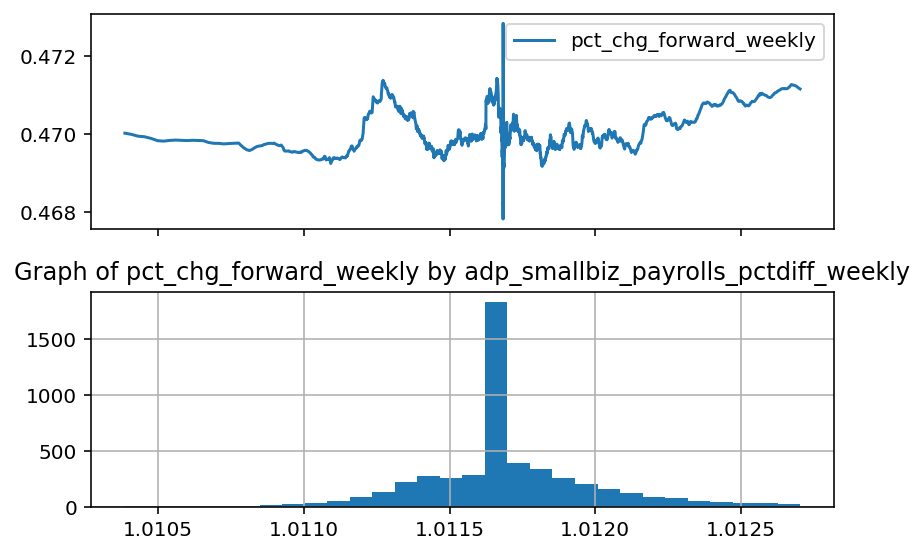 pct_chg_forward_weekly
0.472
0.470
0.468
Graph of pct_chg_forward_weekly by adp_smallbiz_payrolls_pctdiff_weekly
1500
1000
500
0
1.0105 1.0110 1.0115 1.0120 1.0125